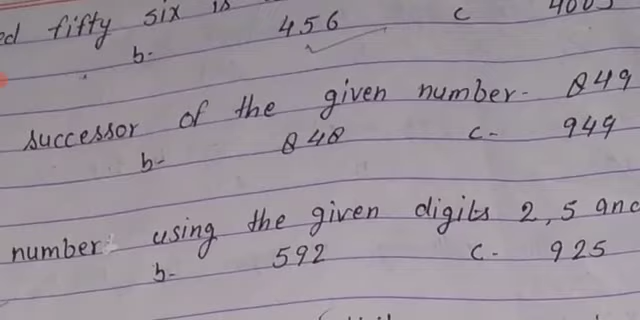 ed fifty six is
b- 456 c 4005
successor of the given number- 849
b- 848 c- 949
number using the given digits 2, 5 and
b- 592 c- 925